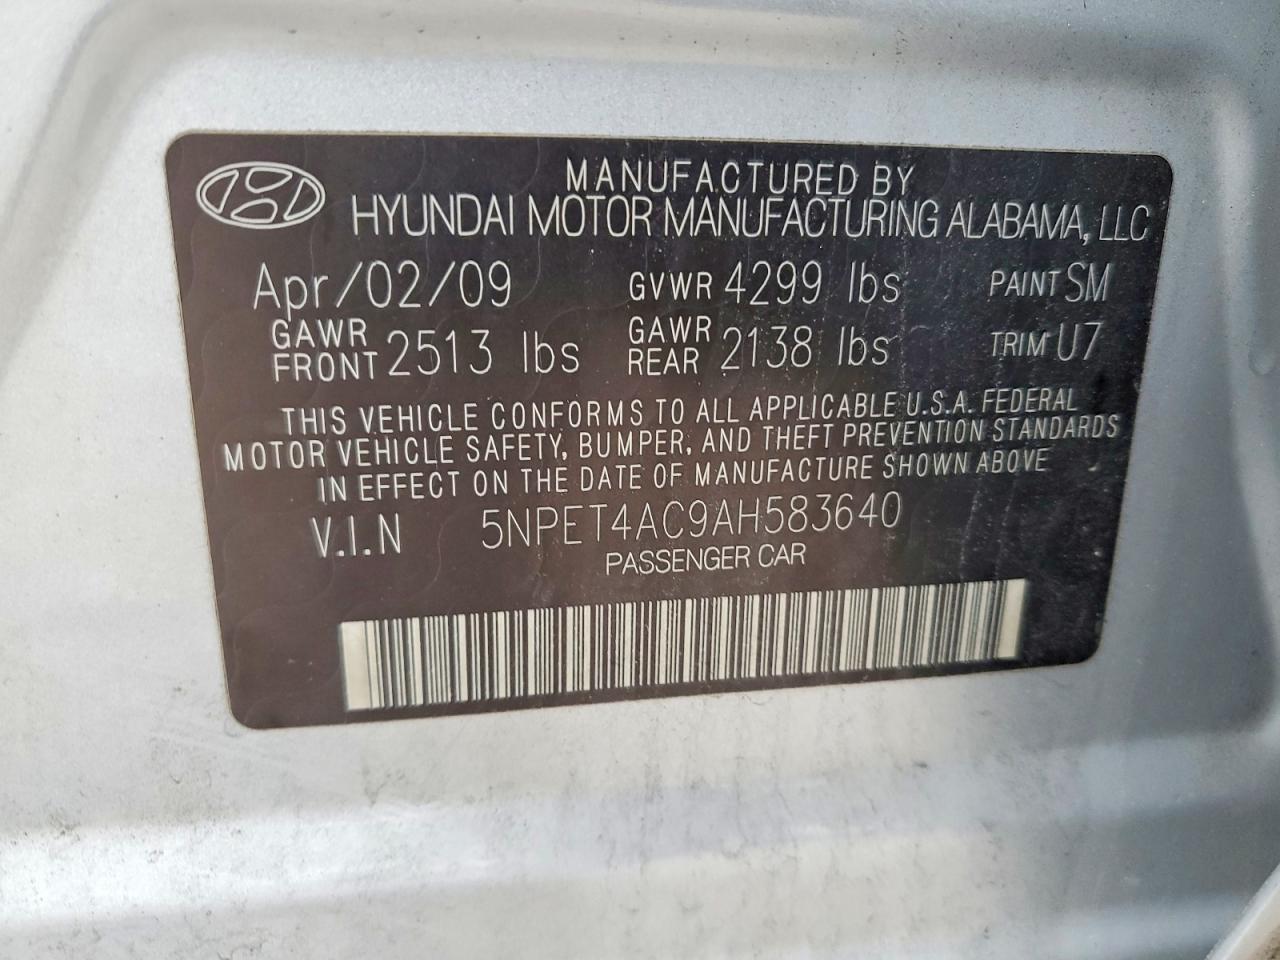 MANUFACTURED BY
HYUNDAI MOTOR MANUFACTURING ALABAMA, LLC
Apr/02/09 GVWR 4299 lbs PAINT SM
GAWR FRONT 2513 lbs GAWR REAR 2138 lbs TRIM U7
THIS VEHICLE CONFORMS TO ALL APPLICABLE U.S.A. FEDERAL
MOTOR VEHICLE SAFETY, BUMPER, AND THEFT PREVENTION STANDARDS
IN EFFECT ON THE DATE OF MANUFACTURE SHOWN ABOVE
V.I.N 5NPET4AC9AH583640
PASSENGER CAR